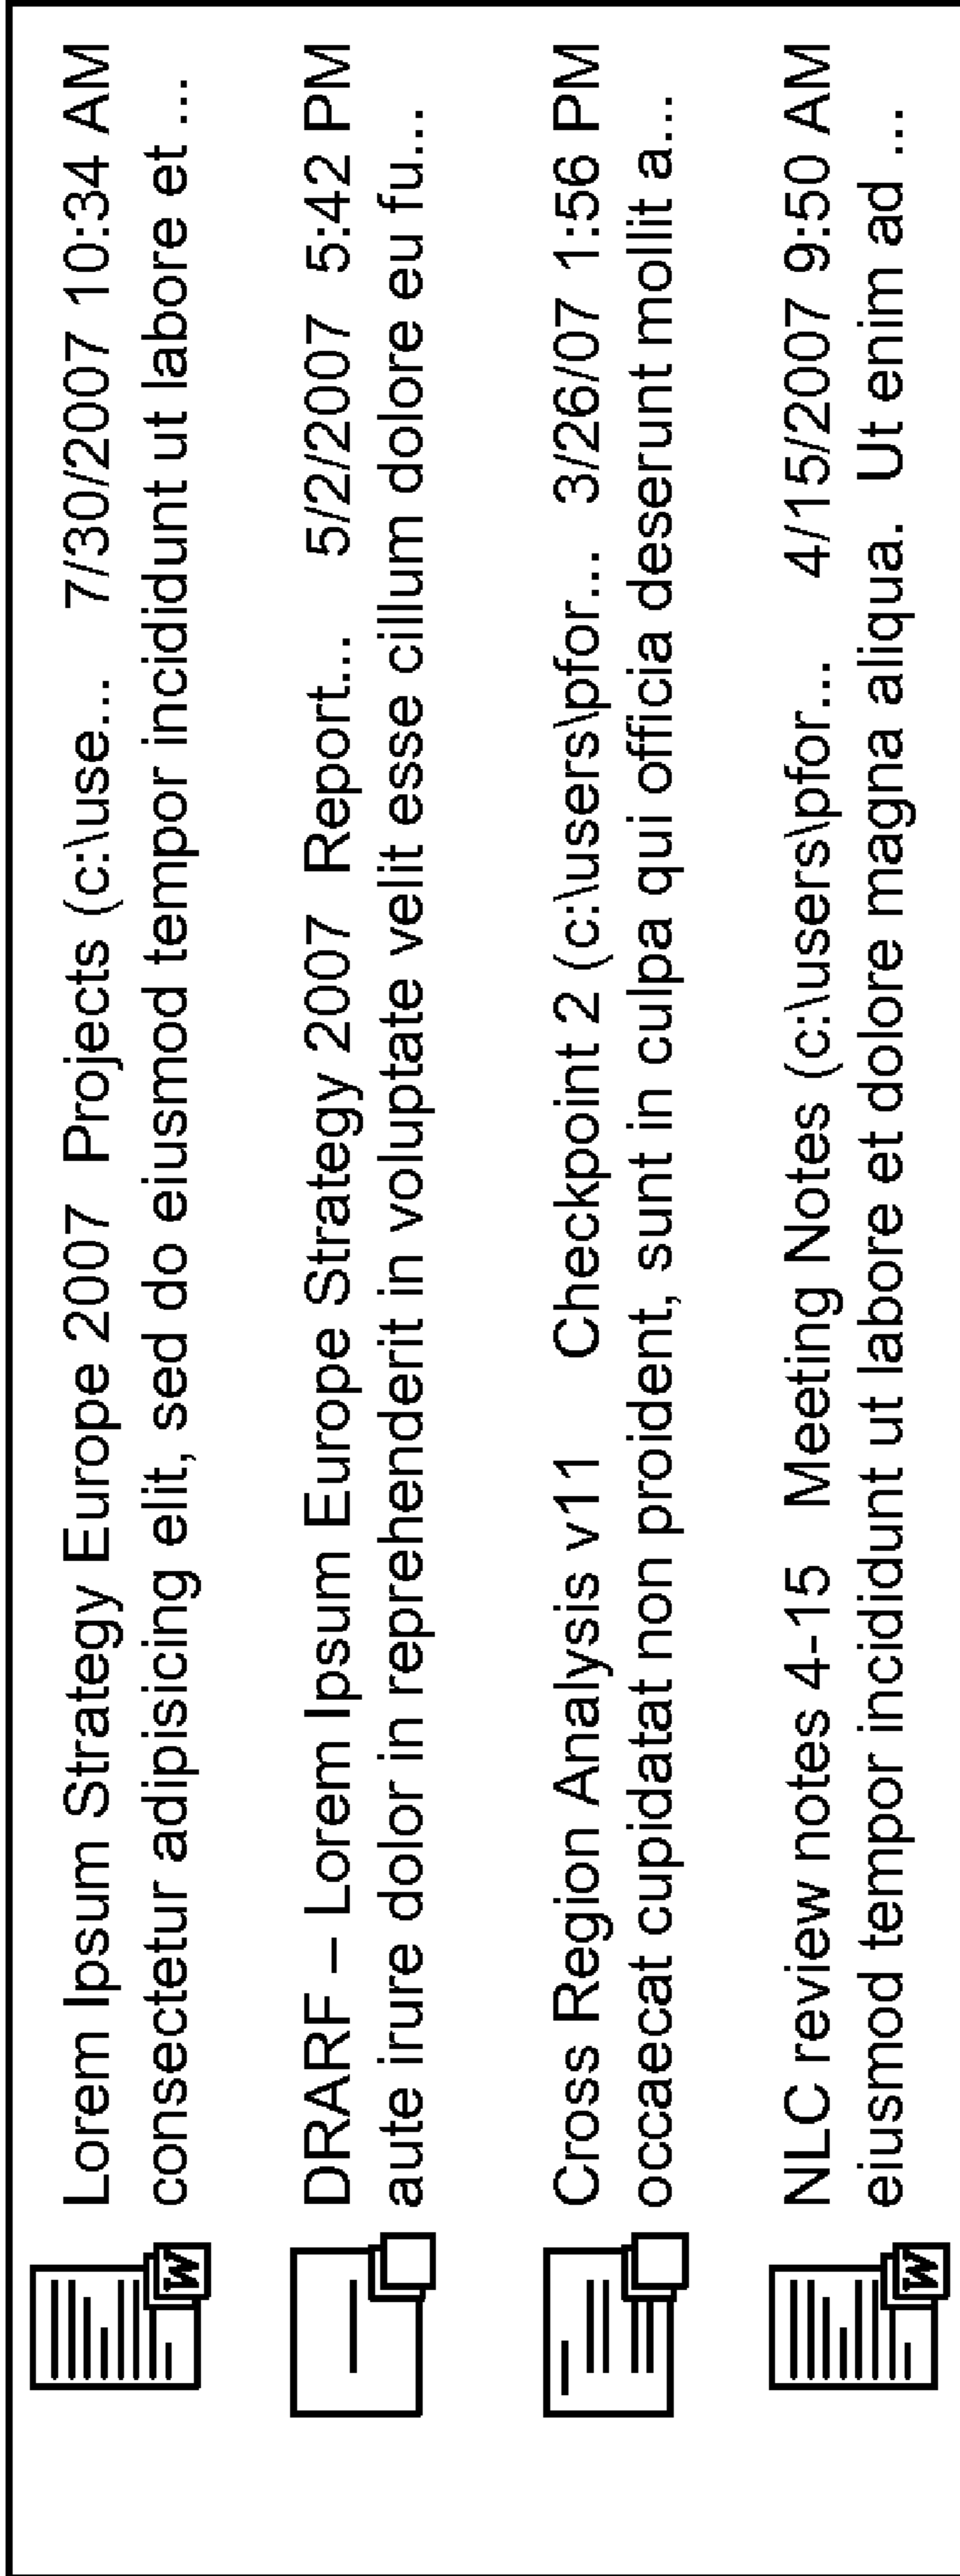 Lorem Ipsum Strategy Europe 2007 Projects (c:\use... 7/30/2007 10:34 AM
consectetur adipisicing elit, sed do eiusmod tempor incididunt ut labore et ...
DRARF – Lorem Ipsum Europe Strategy 2007 Report... 5/2/2007 5:42 PM
aute irure dolor in reprehenderit in voluptate velit esse cillum dolore eu fu...
Cross Region Analysis v11 Checkpoint 2 (c:\users\pfor... 3/26/07 1:56 PM
occaecat cupidatat non proident, sunt in culpa qui officia deserunt mollit a...
NLC review notes 4-15 Meeting Notes (c:\users\pfor... 4/15/2007 9:50 AM
eiusmod tempor incididunt ut labore et dolore magna aliqua. Ut enim ad ...
W
W